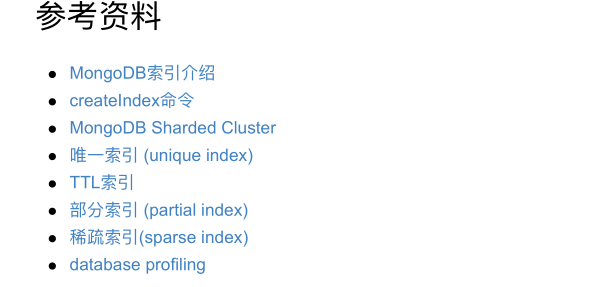 参考资料
MongoDB索引介绍
createIndex命令
MongoDB Sharded Cluster
唯一索引 (unique index)
TTL索引
部分索引 (partial index)
稀疏索引(sparse index)
database profiling